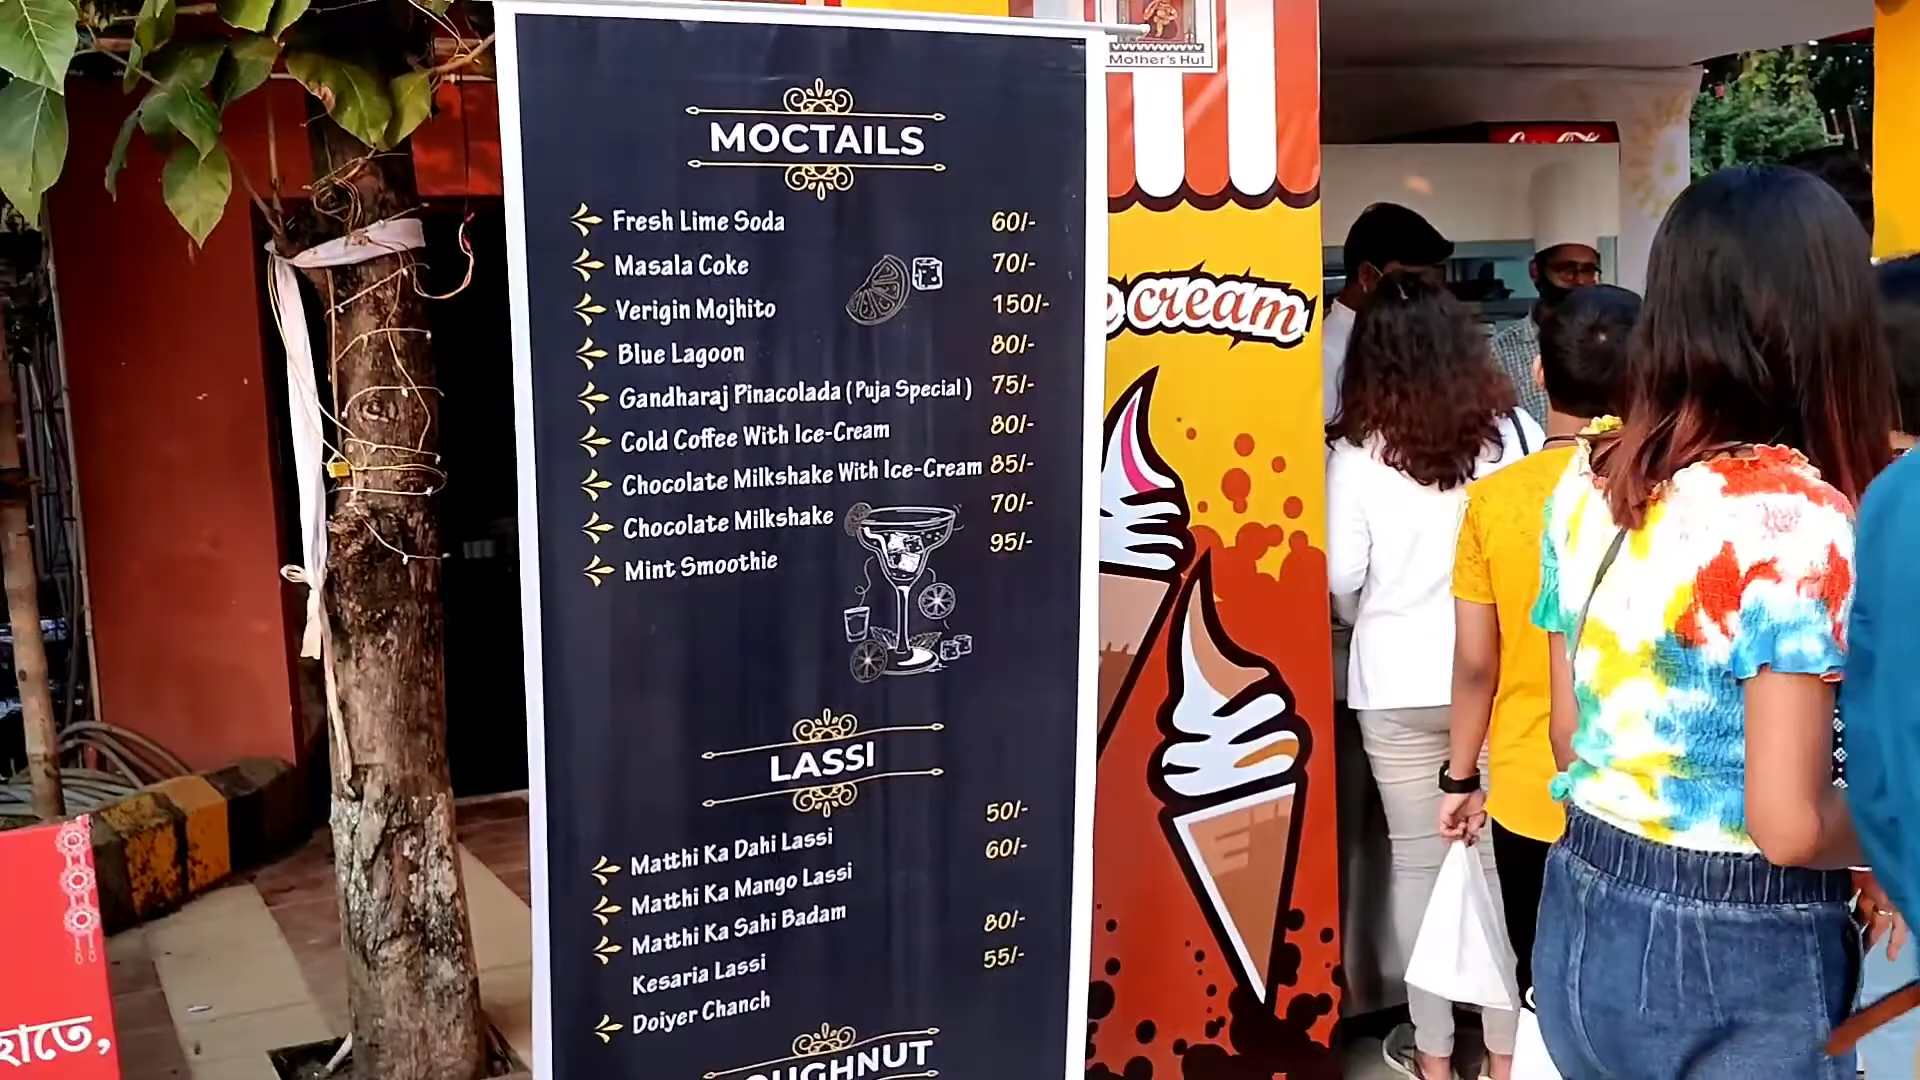 Mother's Hut
MOCTAILS
Fresh Lime Soda 60/-
Masala Coke 70/-
Verigin Mojhito 150/-
Blue Lagoon 80/-
Gandharaj Pinacolada (Puja Special) 75/-
Cold Coffee With Ice-Cream 80/-
Chocolate Milkshake With Ice-Cream 85/-
Chocolate Milkshake 70/-
Mint Smoothie 95/-
LASSI
Matthi Ka Dahi Lassi 50/-
Matthi Ka Mango Lassi 60/-
Matthi Ka Sahi Badam
Kesaria Lassi 80/-
Doiyer Chanch 55/-
OUGHNUT
e cream
হাতে,